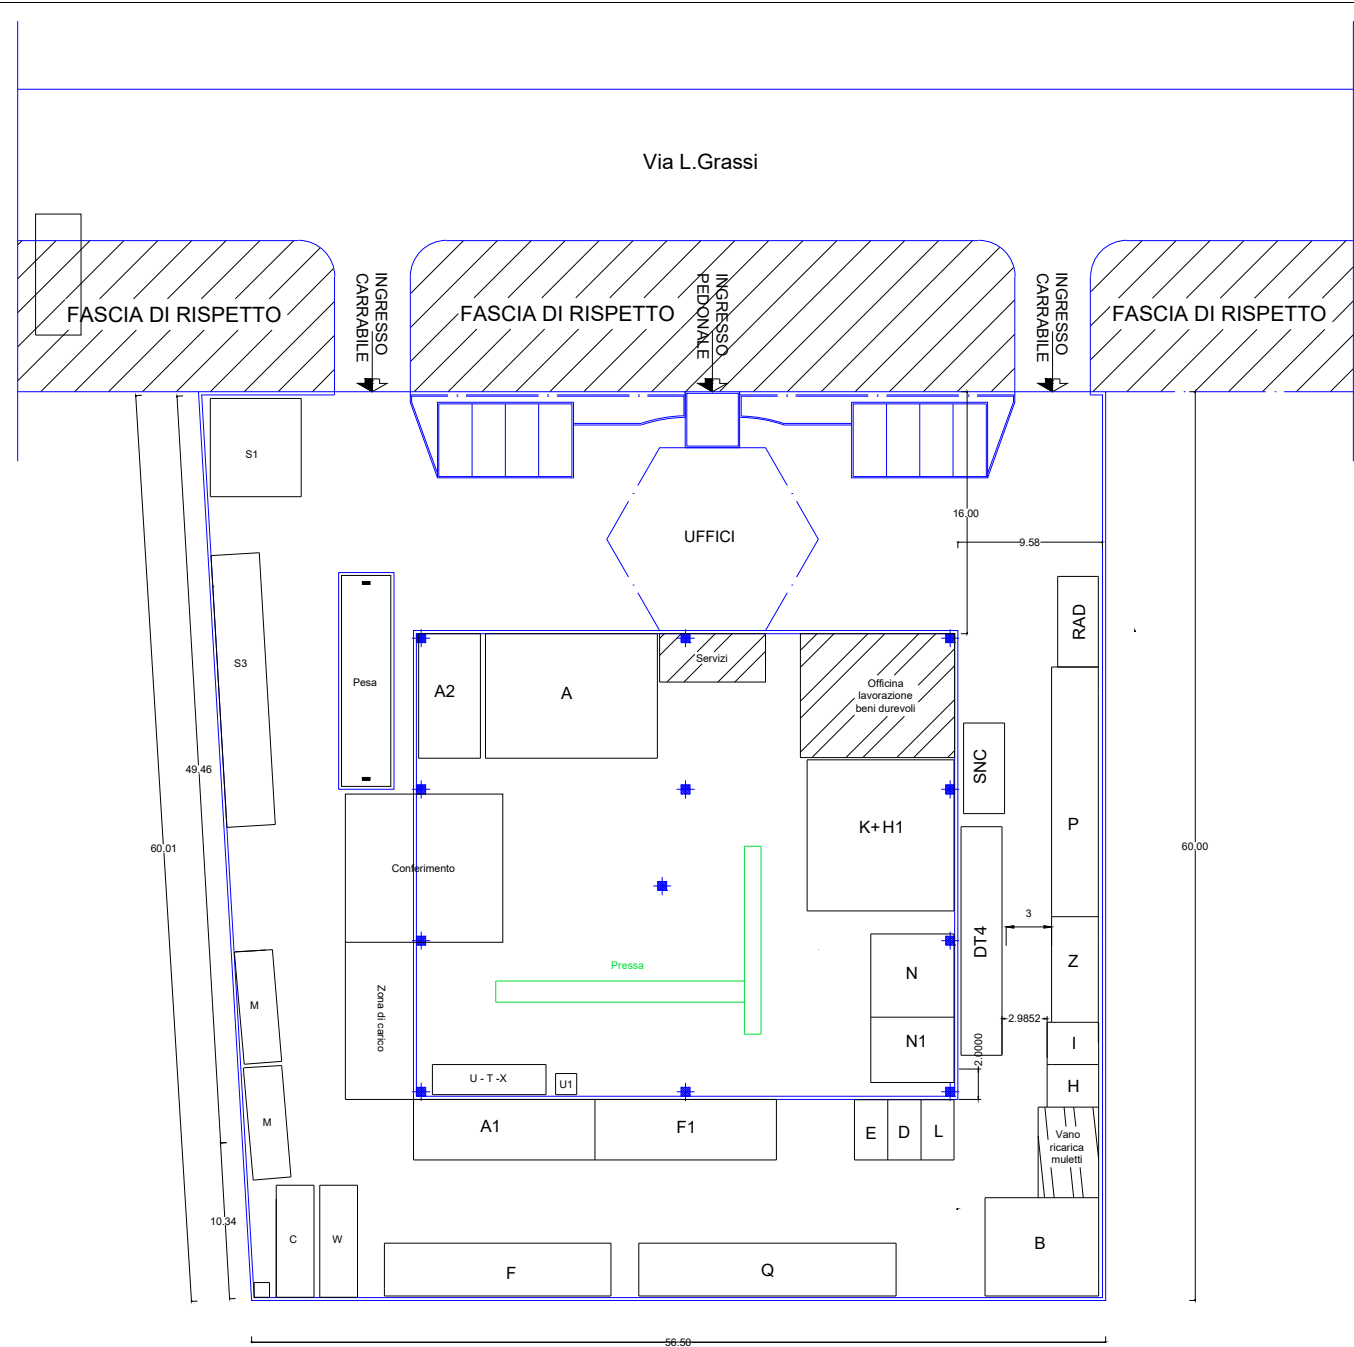 Via L.Grassi
FASCIA DI RISPETTO
INGRESSO
CARRABILE
FASCIA DI RISPETTO
INGRESSO
PEDONALE
INGRESSO
CARRABILE
FASCIA DI RISPETTO
S1
UFFICI
16.00
9.58
RAD
S3
Pesa
A2
A
Servizi
Officina
lavorazione
beni durevoli
SNC
49.46
60.01
Conferimento
K+H1
P
60.00
3
DT4
Pressa
N
Z
M
Zona di carico
2.9852
N1
I
2.0000
U - T -X
U1
H
M
A1
F1
E
D
L
Vano
ricarica
muletti
10.34
C
W
F
Q
B
56.50